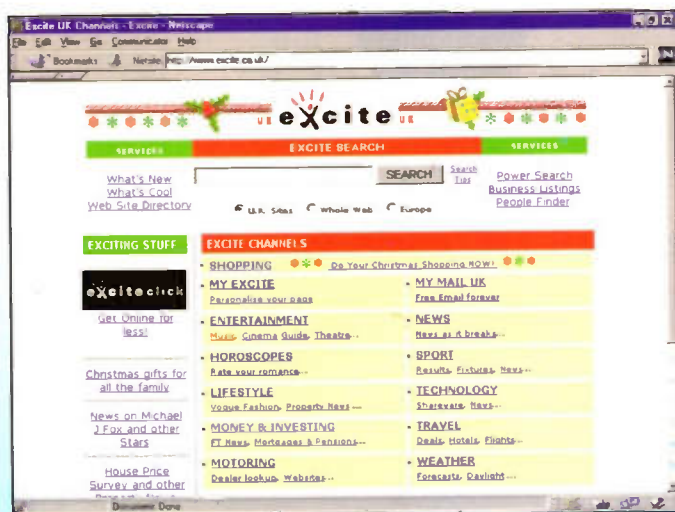 Excite UK Channels - Excite - Netscape
File Edit View Go Communicator Help
Bookmarks Netsite: http://www.excite.co.uk/
UK excite UK
SERVICES
EXCITE SEARCH
SERVICES
What's New
What's Cool
Web Site Directory
SEARCH
Search
Tips
Power Search
Business Listings
People Finder
U.K. Sites Whole Web Europe
EXCITING STUFF
exciteclick
Get Online for
less!
Christmas gifts for
all the family
News on Michael
J Fox and other
Stars
House Price
Survey and other
EXCITE CHANNELS
SHOPPING Do Your Christmas Shopping NOW!
MY EXCITE
Personalise your page
MY MAIL UK
Free Email forever
ENTERTAINMENT
Music, Cinema Guide, Theatre...
NEWS
News as it breaks...
HOROSCOPES
Rate your romance...
SPORT
Results, Fixtures, News...
LIFESTYLE
Vogue Fashion, Property News...
TECHNOLOGY
Shareware, News...
MONEY & INVESTING
FT News, Mortgages & Pensions...
TRAVEL
Deals, Hotels, Flights...
MOTORING
Dealer lookup, Websites...
WEATHER
Forecasts, Daylight...
Document: Done